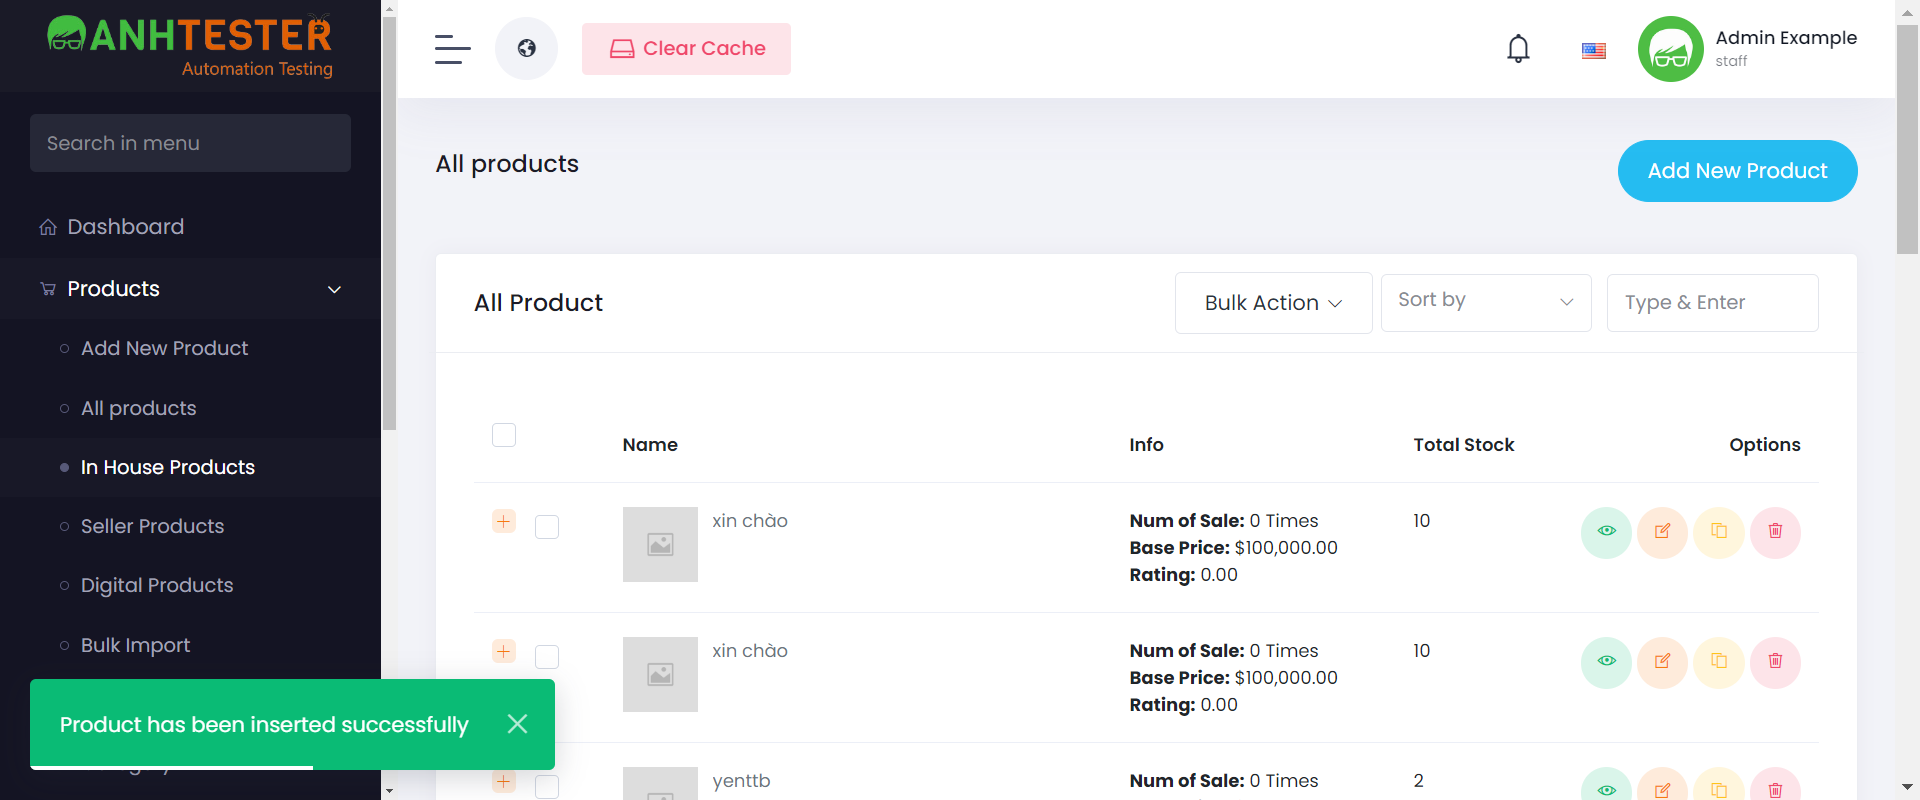 ANHTESTER
Automation Testing
Search in menu
Dashboard
Products
Add New Product
All products
In House Products
Seller Products
Digital Products
Bulk Import
Product has been inserted successfully
Clear Cache
Admin Example
staff
All products
Add New Product
All Product
Bulk Action
Sort by
Type & Enter
Name
Info
Total Stock
Options
xin chào
Num of Sale: 0 Times
Base Price: $100,000.00
Rating: 0.00
10
xin chào
Num of Sale: 0 Times
Base Price: $100,000.00
Rating: 0.00
10
yenttb
Num of Sale: 0 Times
2